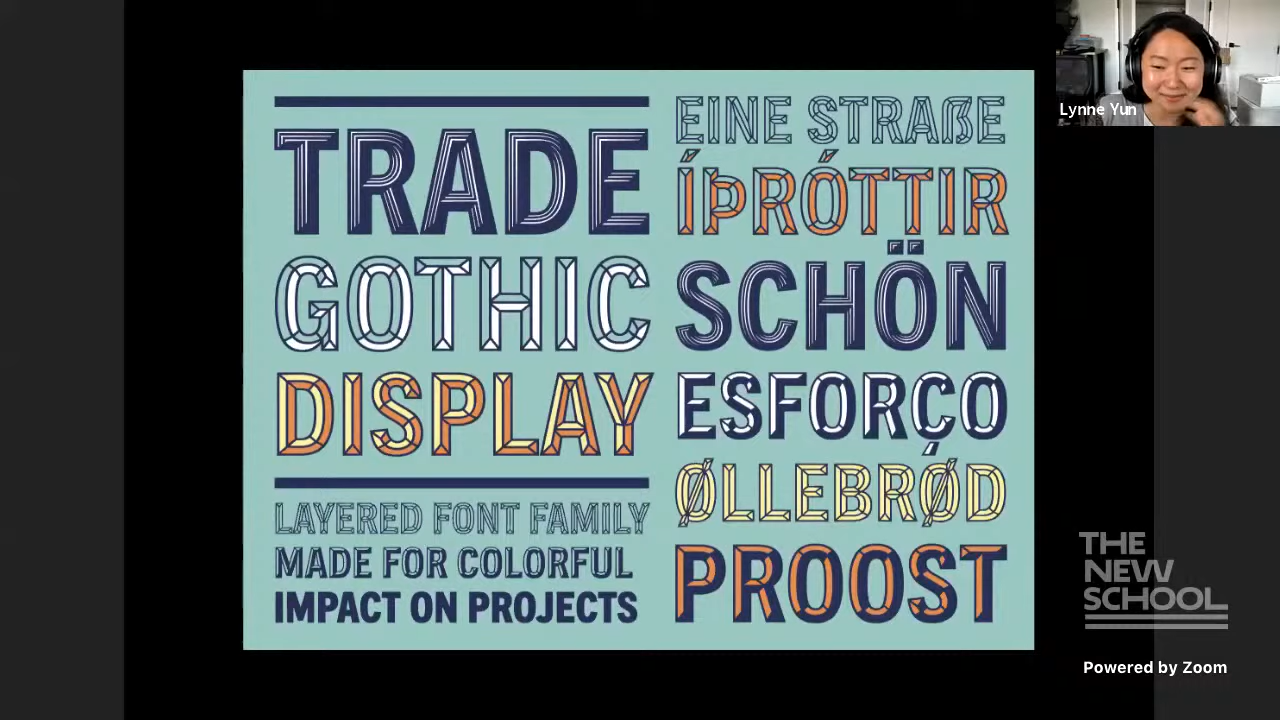 TRADE
GOTHIC
DISPLAY
LAYERED FONT FAMILY
MADE FOR COLORFUL
IMPACT ON PROJECTS
EINE STRAẞE
ÍÞRÓTTIR
SCHÖN
ESFORÇO
ØLLEBRØD
PROOST
Lynne Yun
THE
NEW
SCHOOL
Powered by Zoom